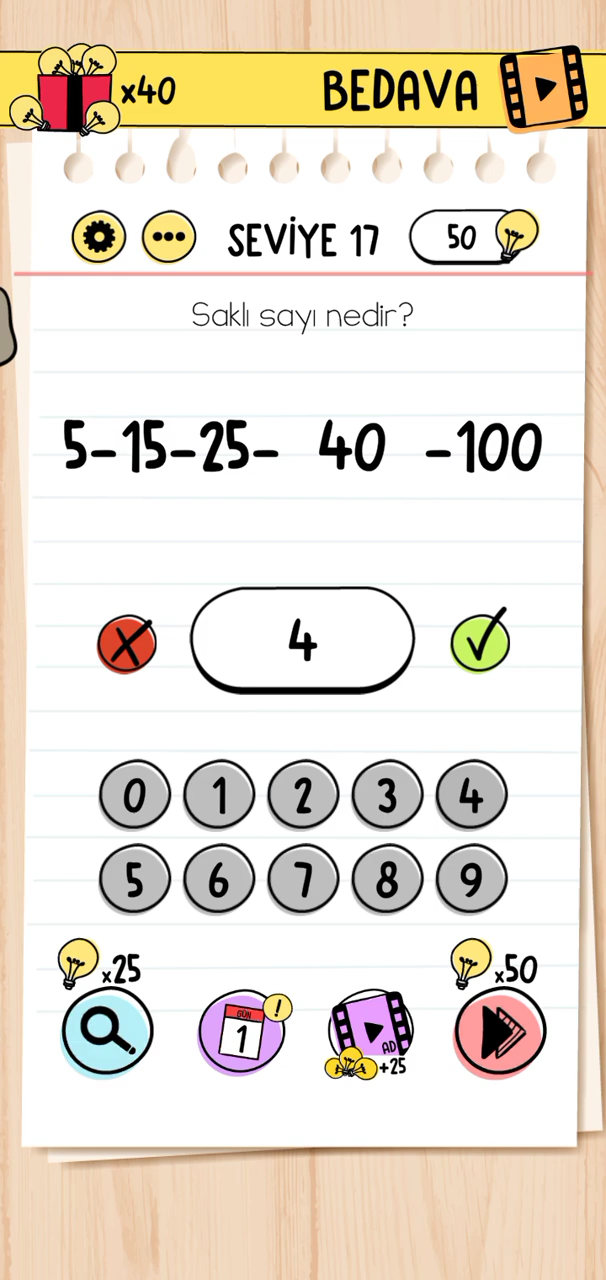 x40 BEDAVA
SEVİYE 17 50
Saklı sayı nedir?
5-15-25- 40 -100
4
0 1 2 3 4
5 6 7 8 9
x25 x50
GÜN
! 1
AD
+25